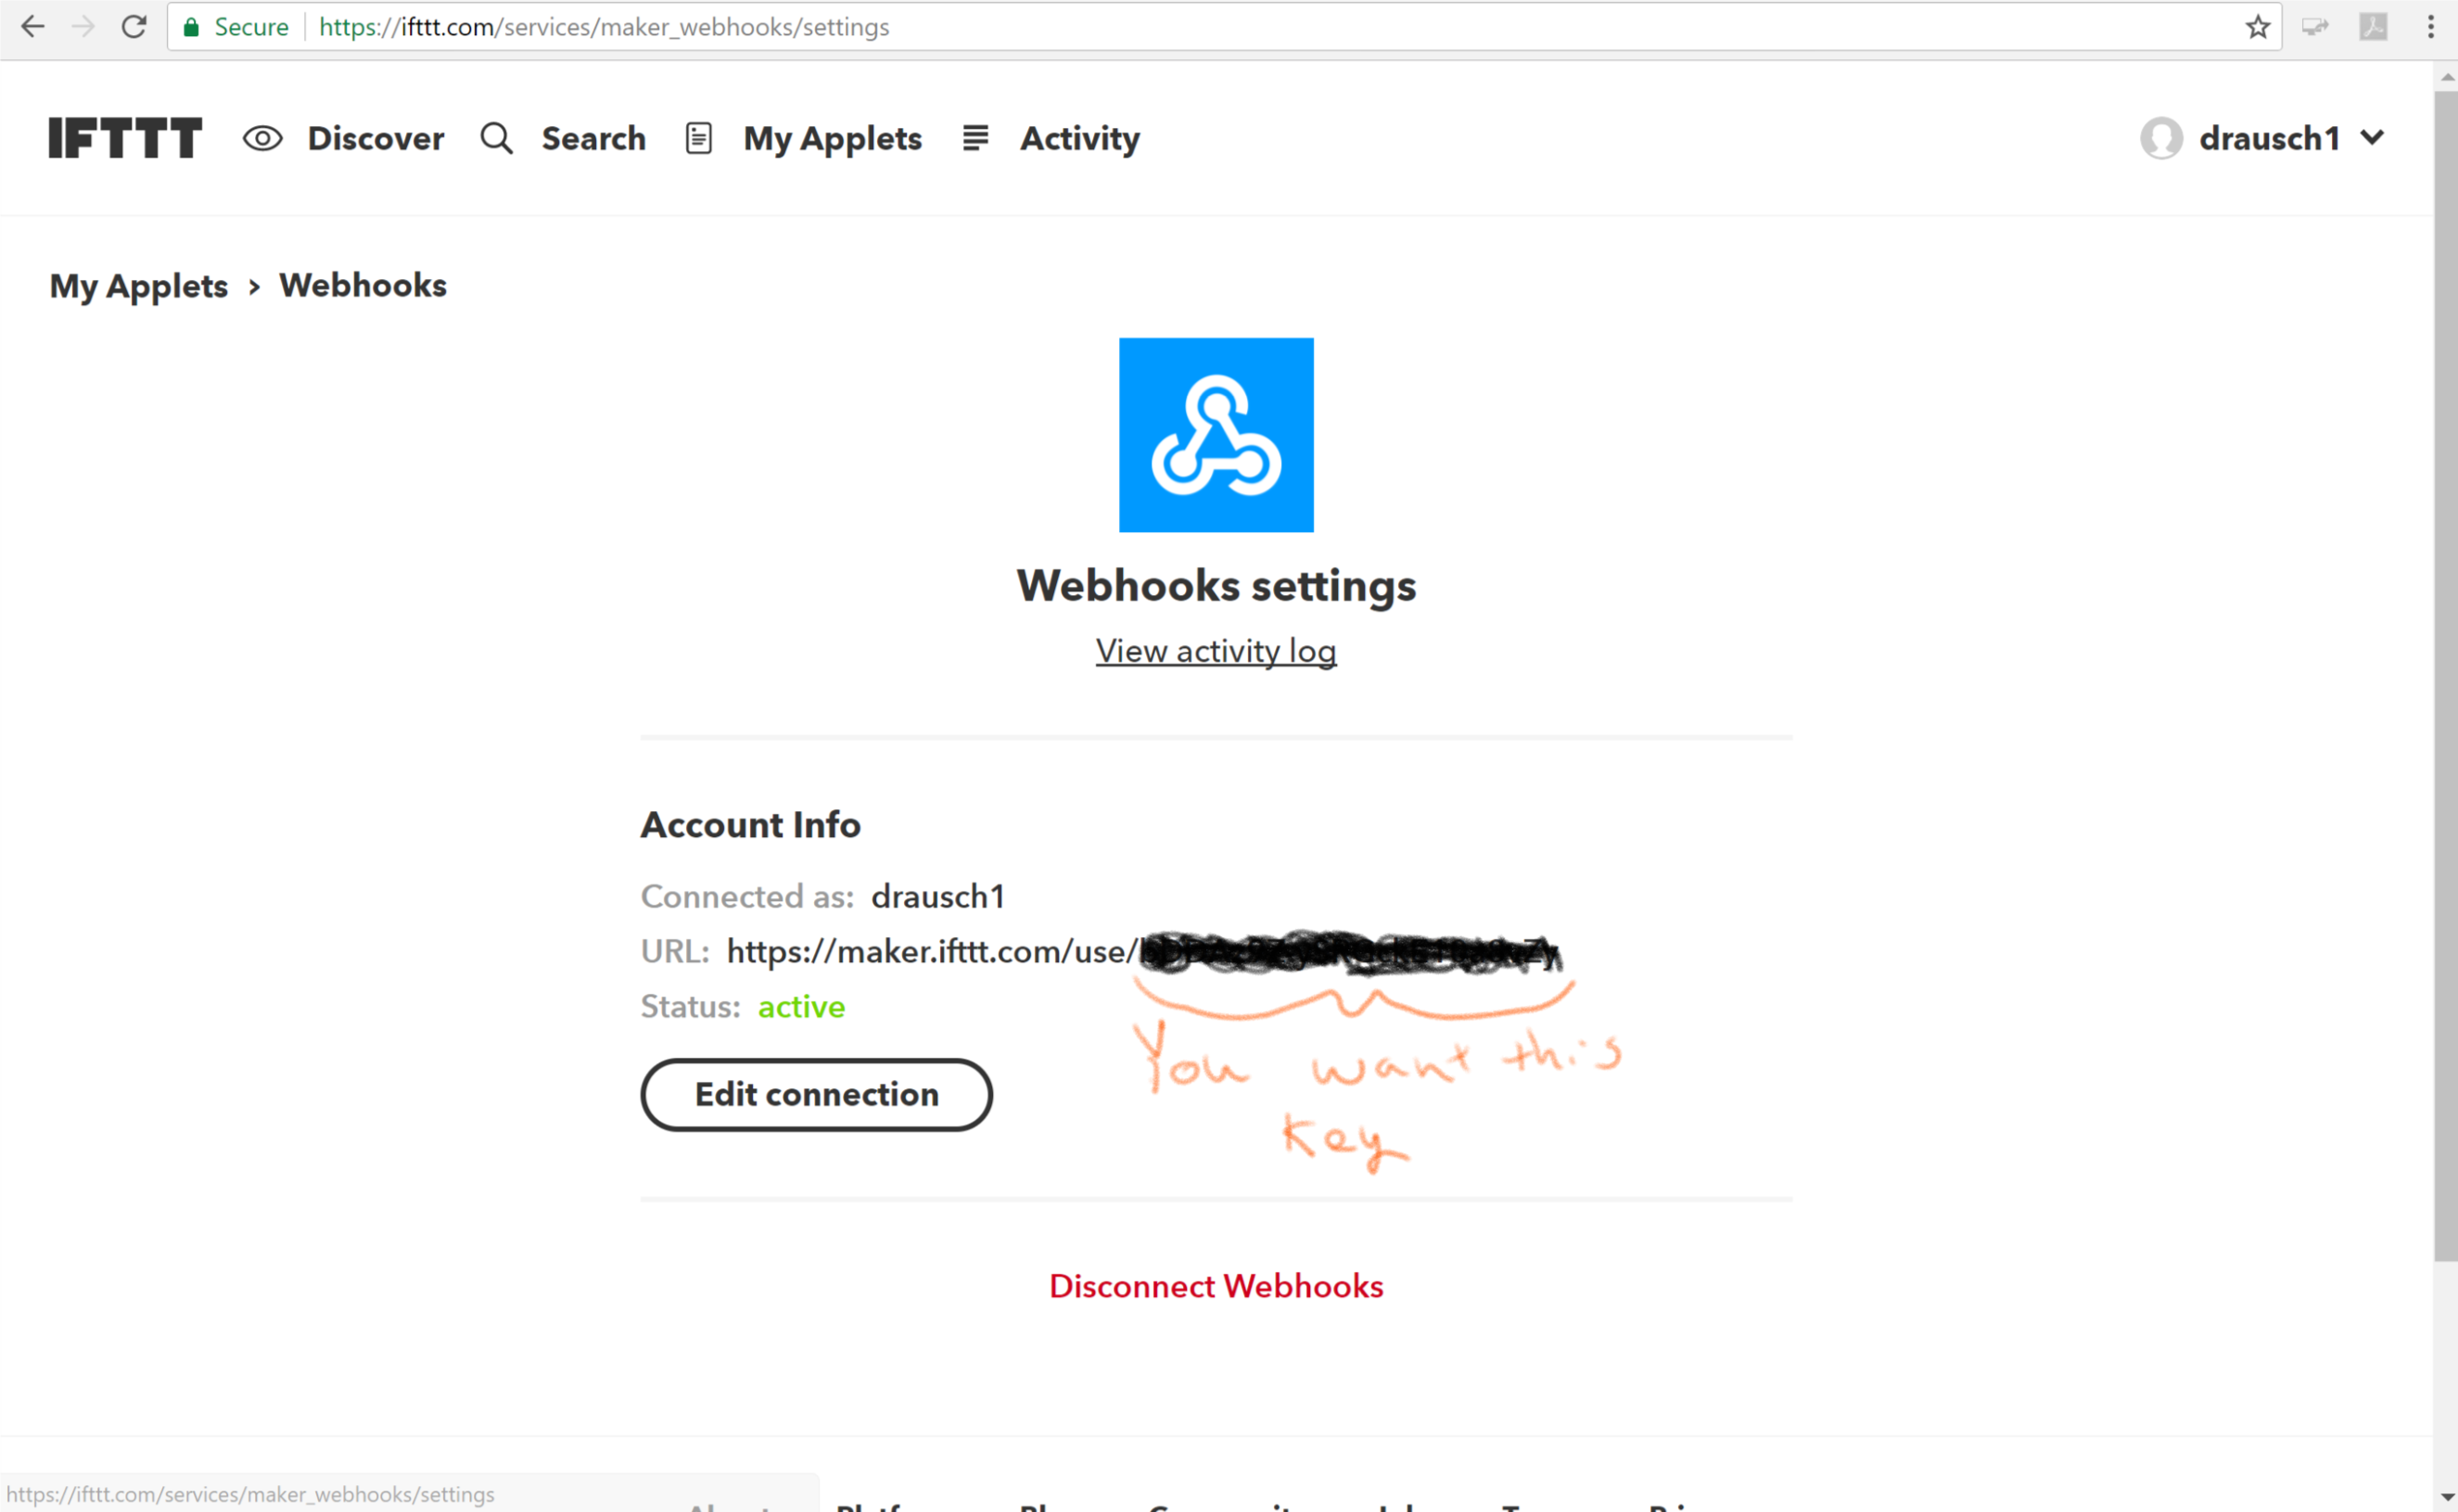 Secure https://ifttt.com/services/maker_webhooks/settings
IFTTT Discover Search My Applets Activity drausch1
My Applets › Webhooks
Webhooks settings
View activity log
Account Info
Connected as: drausch1
URL: https://maker.ifttt.com/use/
Status: active
You want this
key
Edit connection
Disconnect Webhooks
https://ifttt.com/services/maker_webhooks/settings